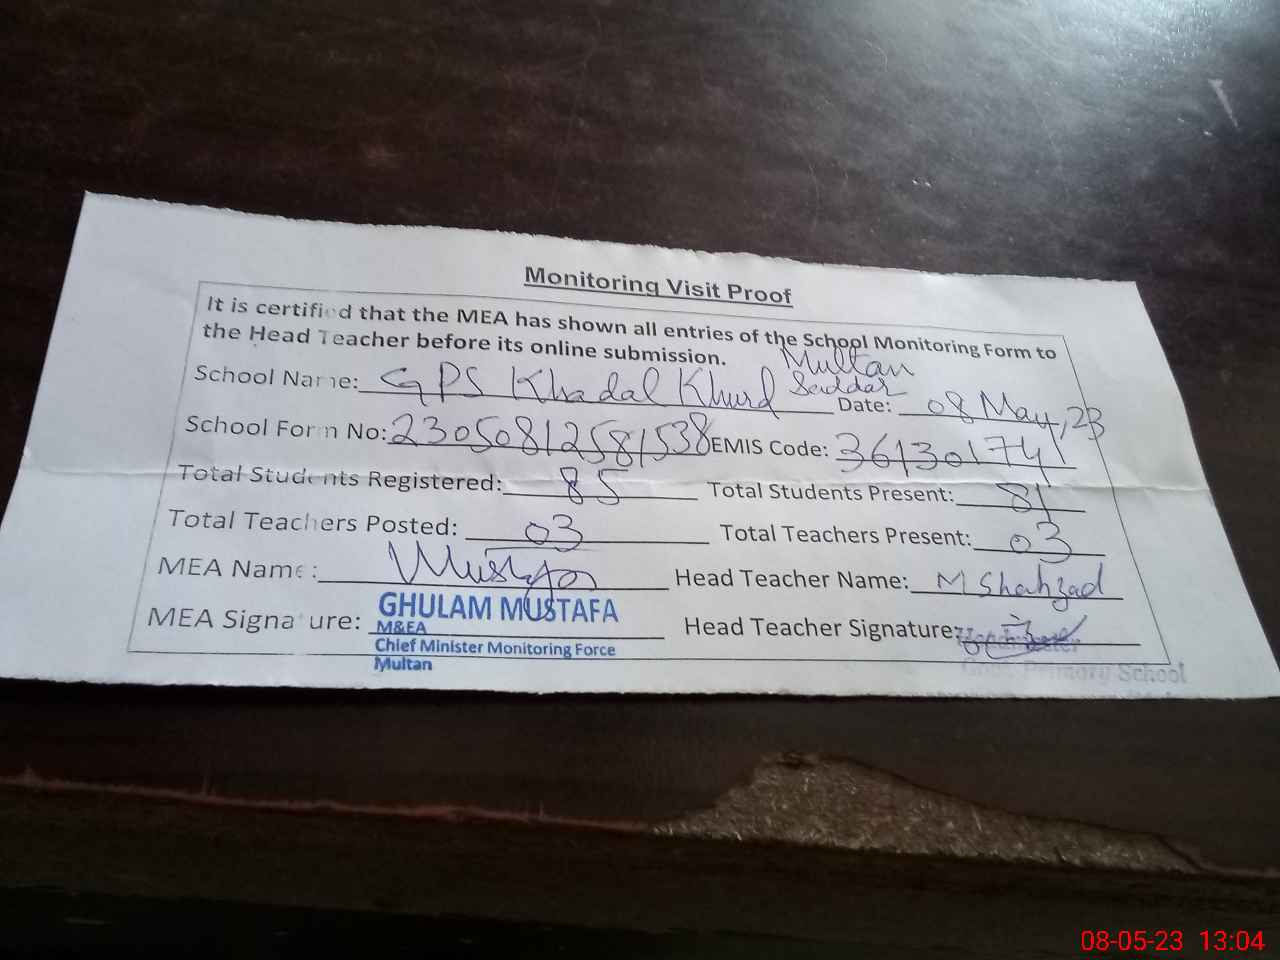 Monitoring Visit Proof
It is certified that the MEA has shown all entries of the School Monitoring Form to
the Head Teacher before its online submission.
School Name: GPS Khadal Khurd Multan Saddar Date: 08 May, 23
School Form No: 23050812581538 EMIS Code: 36130174
Total Students Registered: 85 Total Students Present: 81
Total Teachers Posted: 03 Total Teachers Present: 03
MEA Name: Mustafa Head Teacher Name: M Shahzad
MEA Signature: GHULAM MUSTAFA Head Teacher Signature:
M&EA
Chief Minister Monitoring Force
Multan
Primary School
08-05-23 13:04